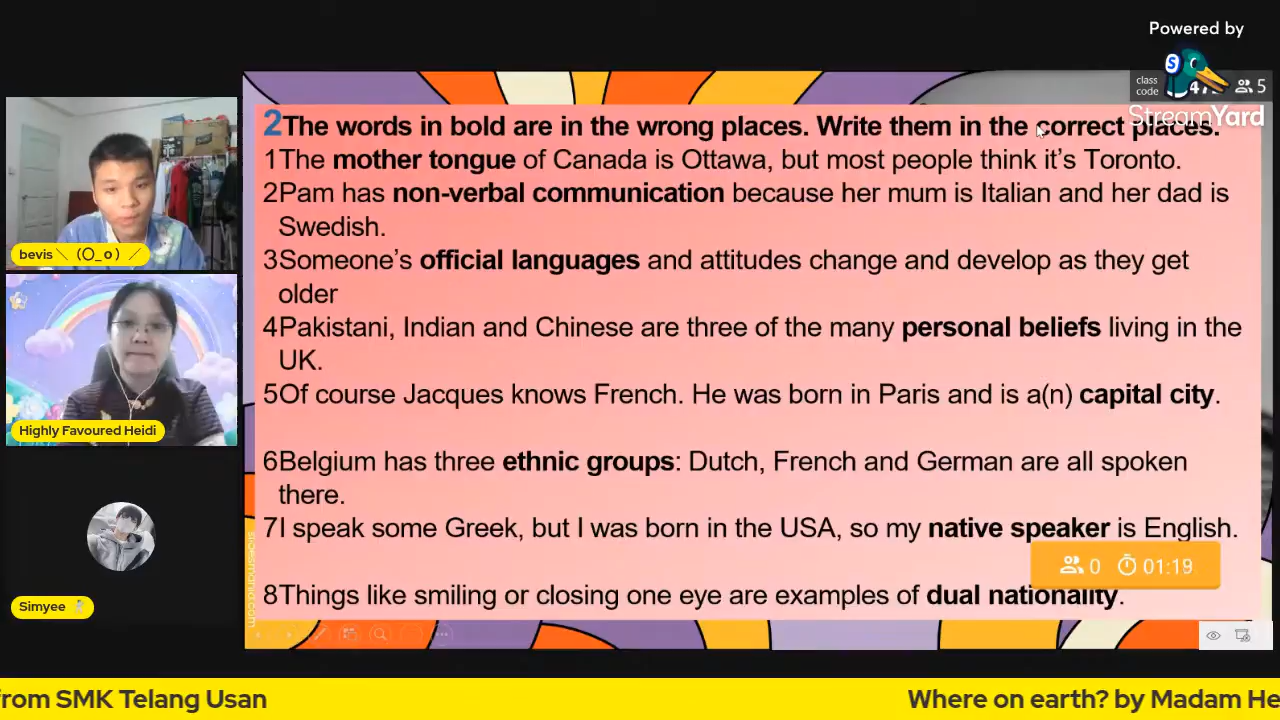 Powered by
class
code
5
StreamYard
2The words in bold are in the wrong places. Write them in the correct places.
1The mother tongue of Canada is Ottawa, but most people think it's Toronto.
2Pam has non-verbal communication because her mum is Italian and her dad is
Swedish.
3Someone's official languages and attitudes change and develop as they get
older
4Pakistani, Indian and Chinese are three of the many personal beliefs living in the
UK.
5Of course Jacques knows French. He was born in Paris and is a(n) capital city.
6Belgium has three ethnic groups: Dutch, French and German are all spoken
there.
7I speak some Greek, but I was born in the USA, so my native speaker is English.
0 01:19
8Things like smiling or closing one eye are examples of dual nationality.
bevis＼（〇_ｏ）／
Highly Favoured Heidi
Simyee
from SMK Telang Usan
Where on earth? by Madam He